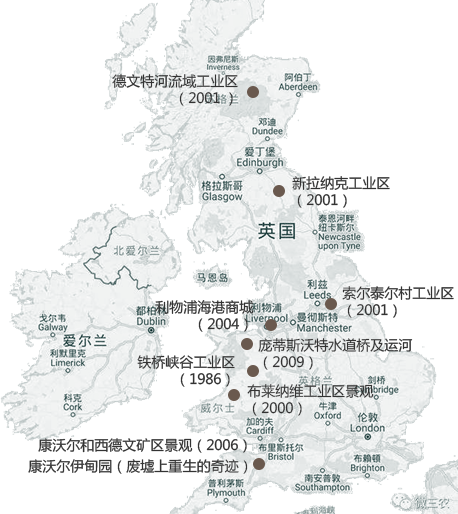 因弗尼斯
Inverness
德文特河流域工业区
（2001 ）
阿伯丁
Aberdeen
邓迪
Dundee
爱丁堡
Edinburgh
格拉斯哥
Glasgow
新拉纳克工业区
（2001）
英国
泰恩河畔
纽卡斯尔
Newcastle
upon Tyne
北爱尔兰
马恩岛
利兹
Leeds
索尔泰尔村工业区
（2001）
都柏林
Dublin
戈尔韦
Galway
爱尔兰
利默里克
Limerick
利物浦海港商城
（2004）
利物浦
Liverpool
曼彻斯特
Manchester
庞蒂斯沃特水道桥及运河
（2009）
铁桥峡谷工业区
（1986）
英格兰
布莱纳维工业区景观
（2000）
剑桥
Cambridge
科克
Cork
威尔士
牛津
Oxford
伦敦
London
加的夫
Cardiff
康沃尔和西德文矿区景观（2006）
布里斯托尔
Bristol
康沃尔伊甸园（废墟上重生的奇迹）
布赖顿
Brighton
南安普敦
Southampton
普利茅斯
Plymouth
微三农